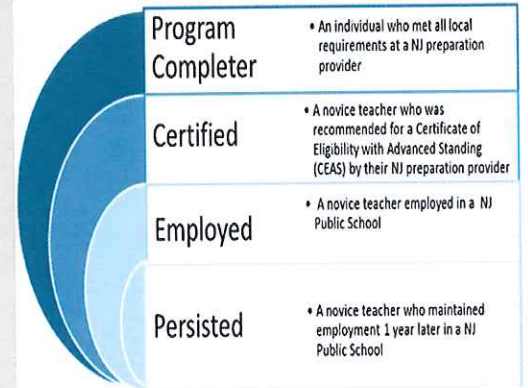 Program
Completer
• An individual who met all local
requirements at a NJ preparation
provider
Certified
• A novice teacher who was
recommended for a Certificate of
Eligibility with Advanced Standing
(CEAS) by their NJ preparation provider
Employed
• A novice teacher employed in a NJ
Public School
Persisted
• A novice teacher who maintained
employment 1 year later in a NJ
Public School